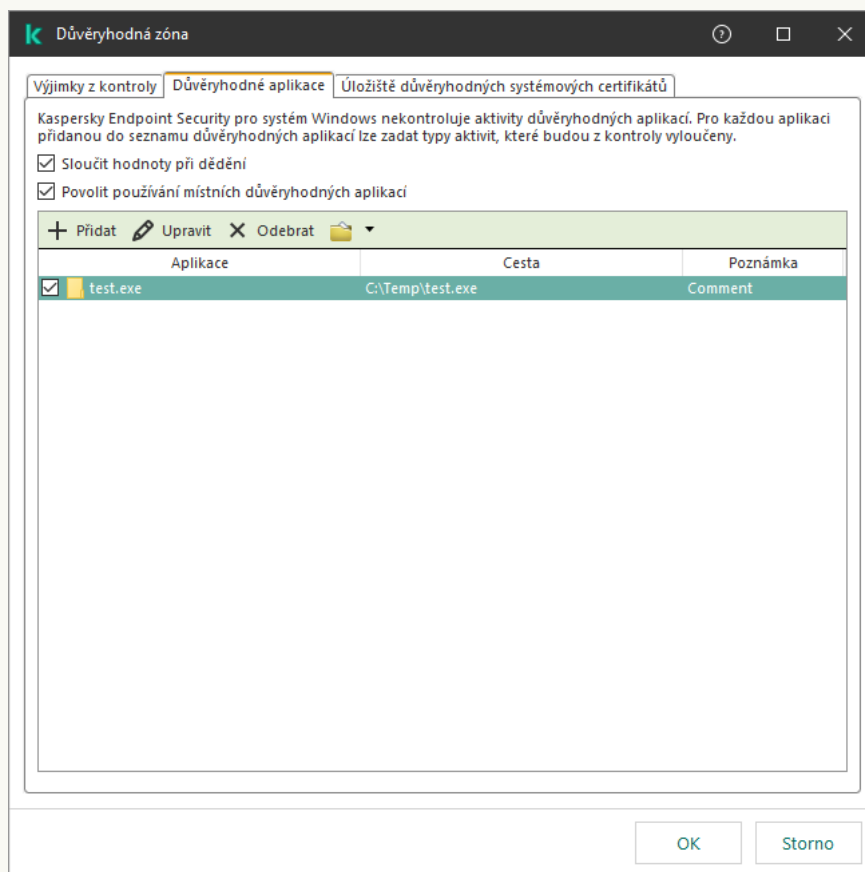 Důvěryhodná zóna
Výjimky z kontroly
Důvěryhodné aplikace
Úložiště důvěryhodných systémových certifikátů
Kaspersky Endpoint Security pro systém Windows nekontroluje aktivity důvěryhodných aplikací. Pro každou aplikaci
přidanou do seznamu důvěryhodných aplikací lze zadat typy aktivit, které budou z kontroly vyloučeny.
Sloučit hodnoty při dědění
Povolit používání místních důvěryhodných aplikací
Přidat Upravit Odebrat
Aplikace Cesta Poznámka
test.exe C:\Temp\test.exe Comment
OK Storno